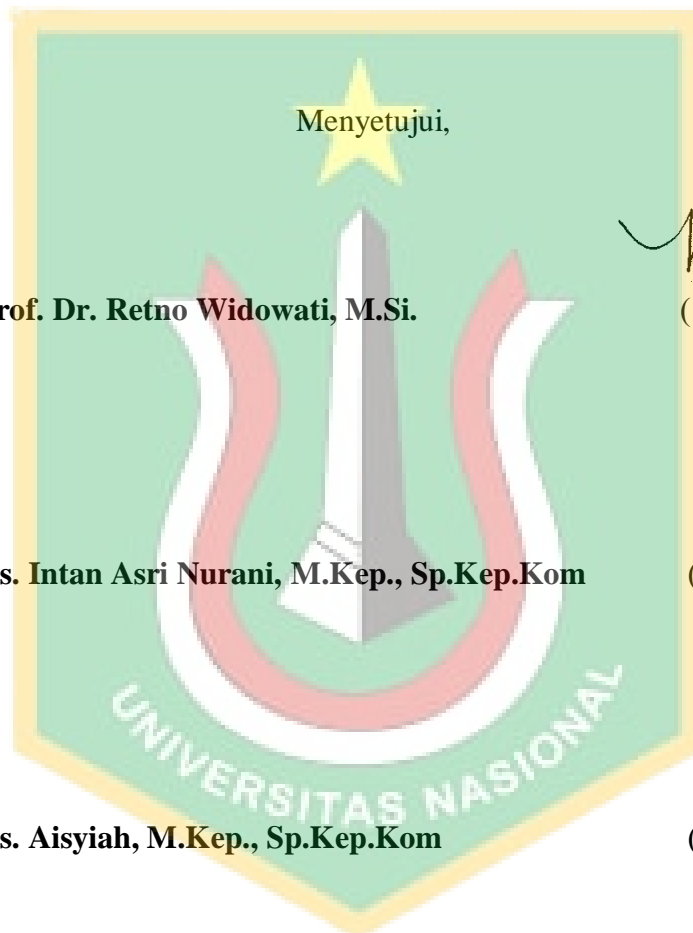 Menyetujui,
rof. Dr. Retno Widowati, M.Si. (
s. Intan Asri Nurani, M.Kep., Sp.Kep.Kom (
s. Aisyiah, M.Kep., Sp.Kep.Kom (
UNIVERSITAS NASIONAL